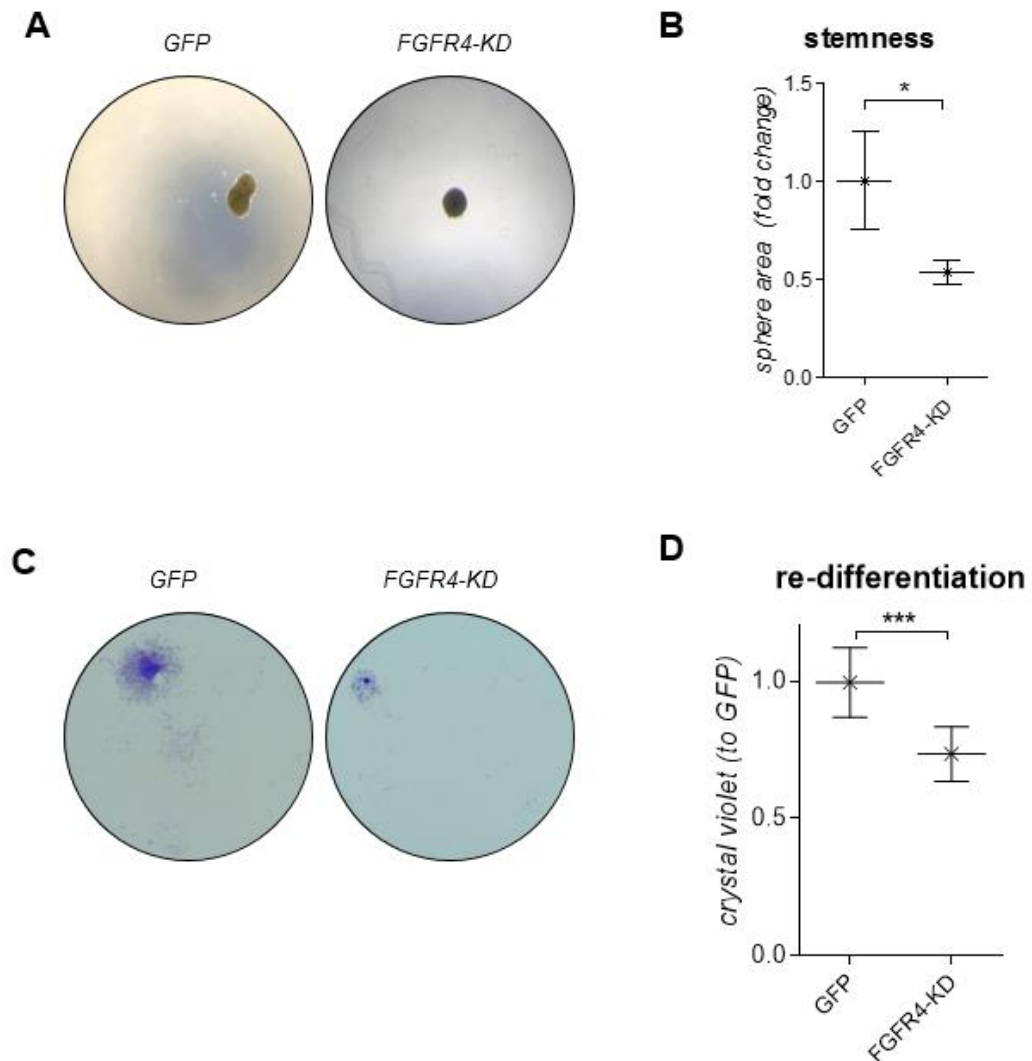 A
GFP
FGFR4-KD
B
stemness
1.5
*
1.0
0.5
0.0
sphere area (fold change)
GFP
FGFR4-KD
C
GFP
FGFR4-KD
D
re-differentiation
***
1.0
0.5
0.0
crystal violet (to GFP)
GFP
FGFR4-KD